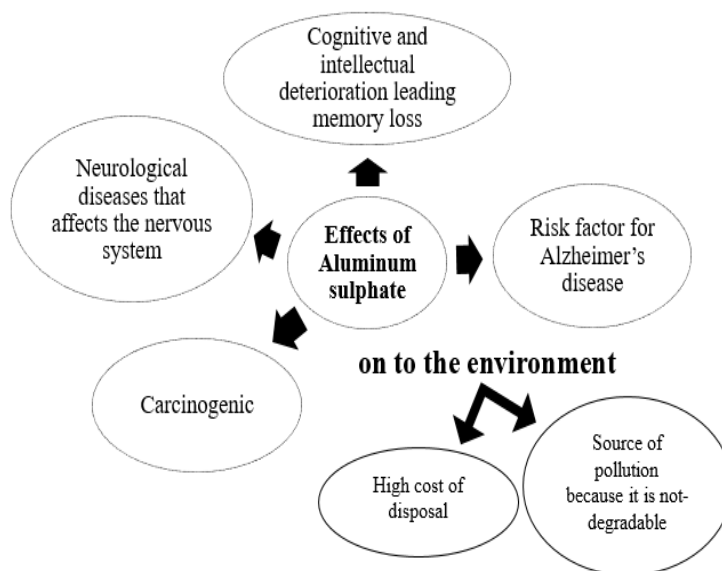 Cognitive and
intellectual
deterioration leading
memory loss
Neurological
diseases that
affects the nervous
system
Effects of
Aluminum
sulphate
Risk factor for
Alzheimer's
disease
Carcinogenic
on to the environment
High cost of
disposal
Source of
pollution
because it is not-
degradable